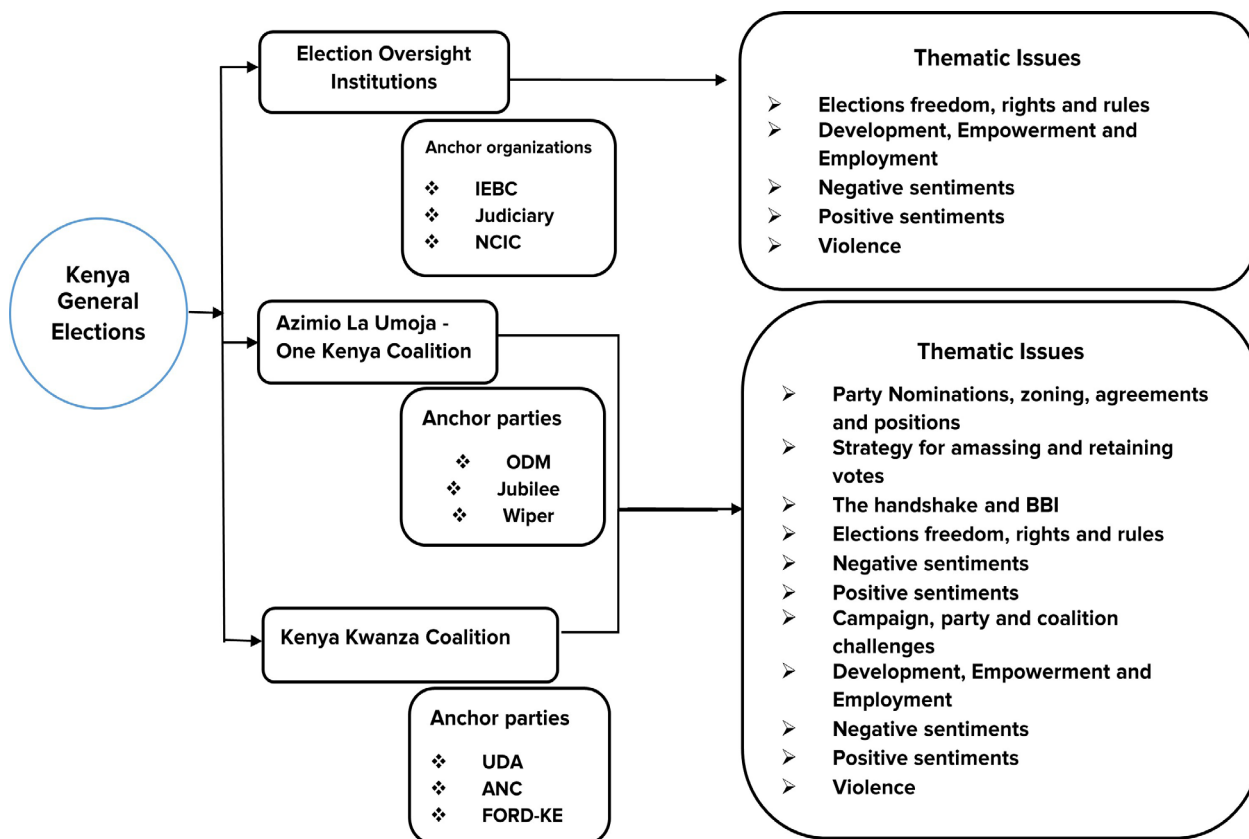 Kenya
General
Elections
Election Oversight
Institutions
Anchor organizations
❖ IEBC
❖ Judiciary
❖ NCIC
Thematic Issues
➢ Elections freedom, rights and rules
➢ Development, Empowerment and
Employment
➢ Negative sentiments
➢ Positive sentiments
➢ Violence
Azimio La Umoja -
One Kenya Coalition
Anchor parties
❖ ODM
❖ Jubilee
❖ Wiper
Kenya Kwanza Coalition
Anchor parties
❖ UDA
❖ ANC
❖ FORD-KE
Thematic Issues
➢ Party Nominations, zoning, agreements
and positions
➢ Strategy for amassing and retaining
votes
➢ The handshake and BBI
➢ Elections freedom, rights and rules
➢ Negative sentiments
➢ Positive sentiments
➢ Campaign, party and coalition
challenges
➢ Development, Empowerment and
Employment
➢ Negative sentiments
➢ Positive sentiments
➢ Violence